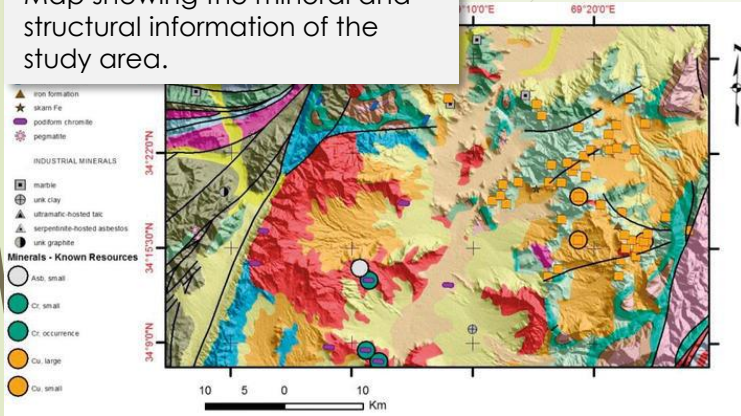 Map showing the mineral and
structural information of the
study area.
69°20'0"E
iron formation
skarn Fe
podiform chromite
pegmatite
INDUSTRIAL MINERALS
marble
unk clay
ultramafic-hosted talc
serpentinite-hosted asbestos
unk graphite
Minerals - Known Resources
Asb, small
Cr, small
Cr, occurrence
Cu, large
Cu, small
34°22'0"N
34°15'30"N
34°9'0"N
10 5 0 10
Km